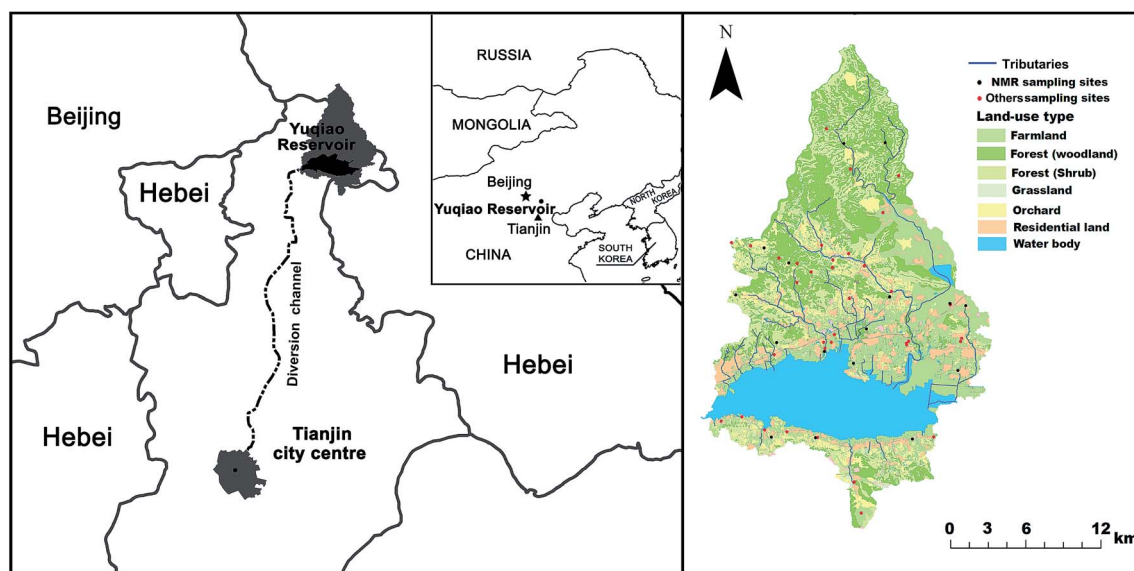 Beijing
Yuqiao
Reservoir
Hebei
Diversion channel
Hebei
Hebei
Tianjin
city centre
RUSSIA
MONGOLIA
Beijing
Yuqiao Reservoir
Tianjin
CHINA
NORTH
KOREA
SOUTH
KOREA
N
Tributaries
NMR sampling sites
Otherssampling sites
Land-use type
Farmland
Forest (woodland)
Forest (Shrub)
Grassland
Orchard
Residential land
Water body
0 3 6 12
km